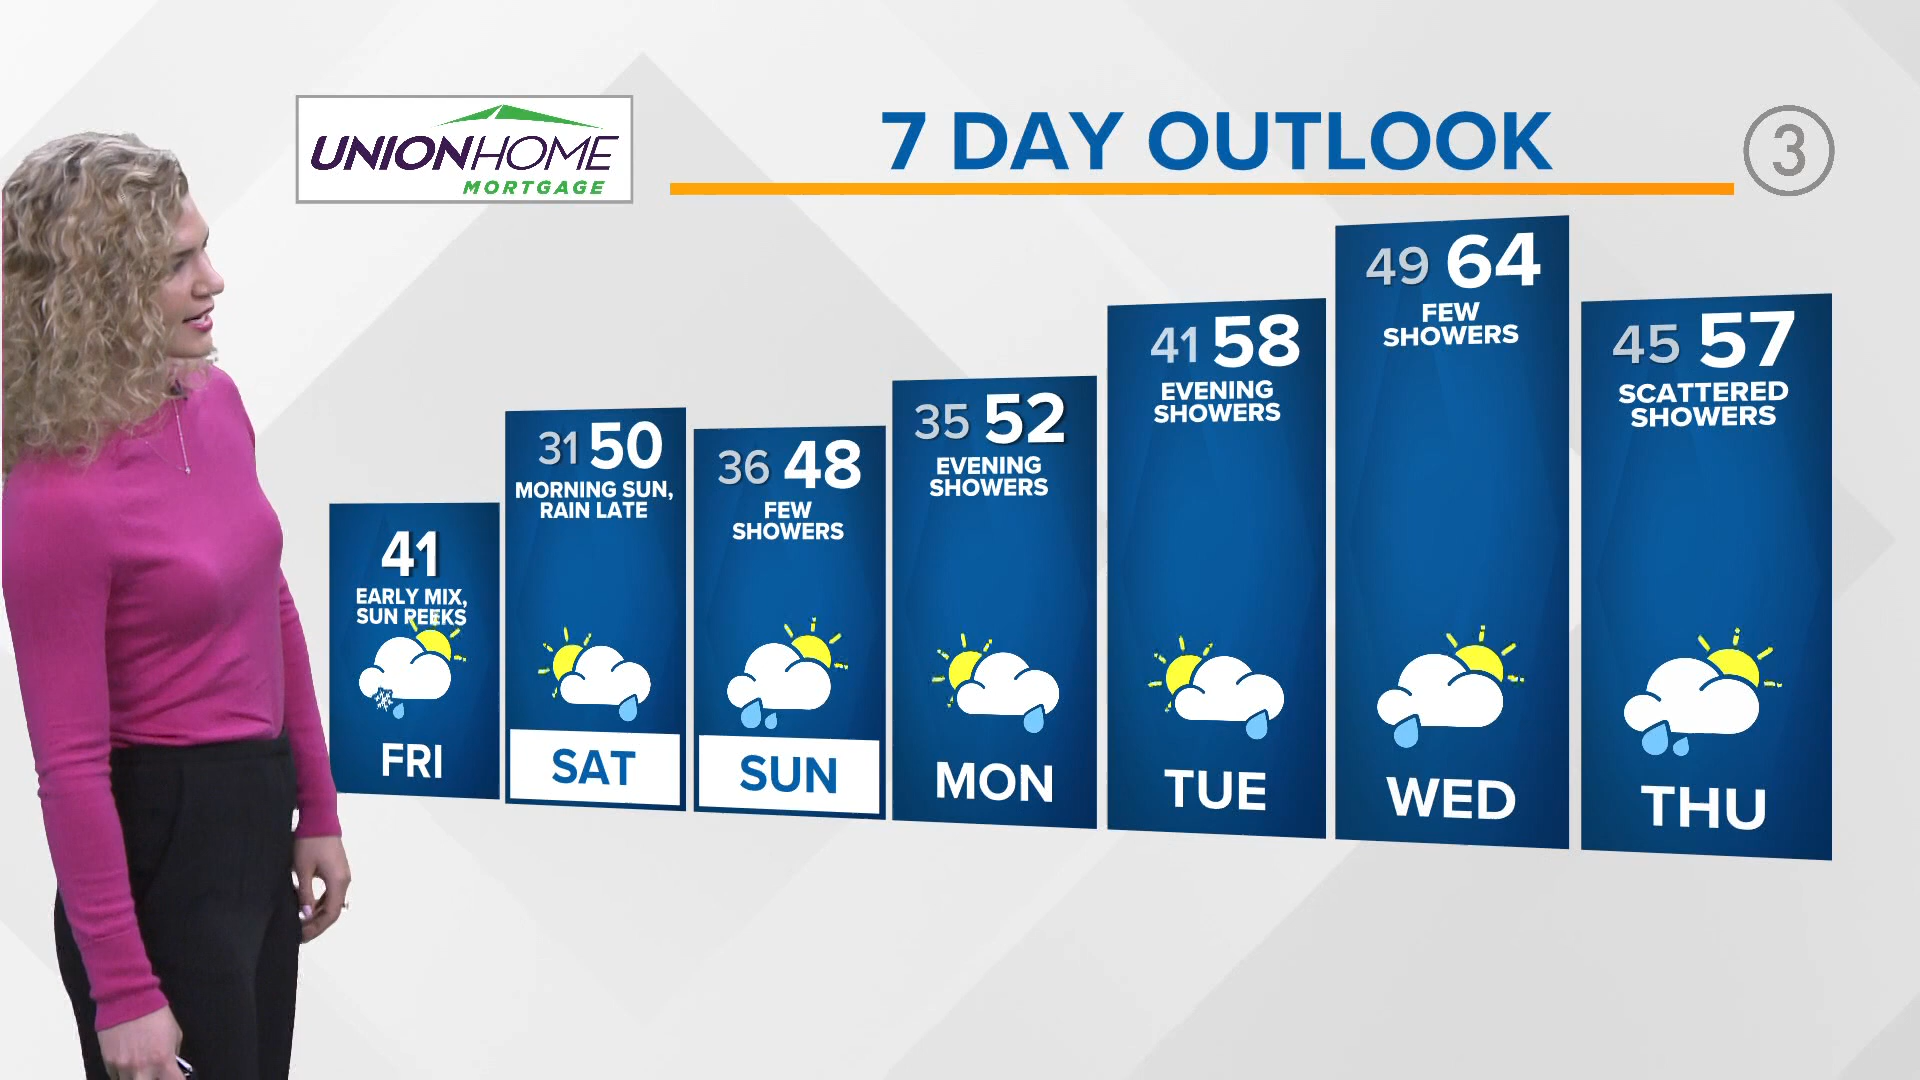 UNIONHOME
MORTGAGE
7 DAY OUTLOOK
3
41
EARLY MIX,
SUN PEEKS
FRI
31 50
MORNING SUN,
RAIN LATE
SAT
36 48
FEW
SHOWERS
SUN
35 52
EVENING
SHOWERS
MON
41 58
EVENING
SHOWERS
TUE
49 64
FEW
SHOWERS
WED
45 57
SCATTERED
SHOWERS
THU